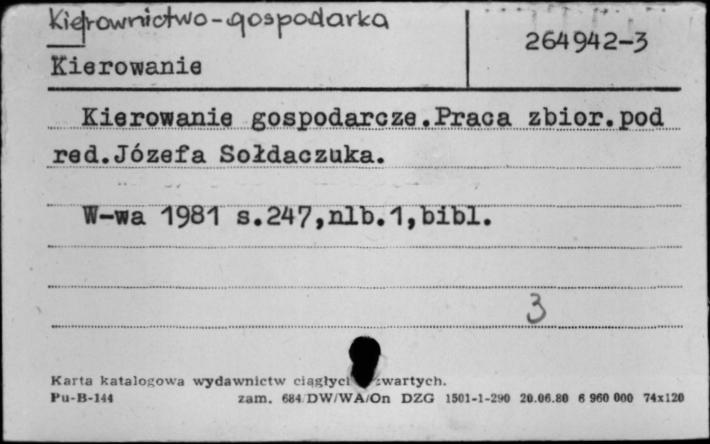 Kierownictwo-gospodarka
264942-3
Kierowanie
Kierowanie gospodarcze.Praca zbior.pod
red.Józefa Sołdaczuka.
W-wa 1981 s.247,nlb.1,bibl.
3
Karta katalogowa wydawnictw ciągłych zwartych.
Pu-B-144 zam. 684/DW/WA/On DZG 1501-1-290 20.06.80 6 960 000 74x120